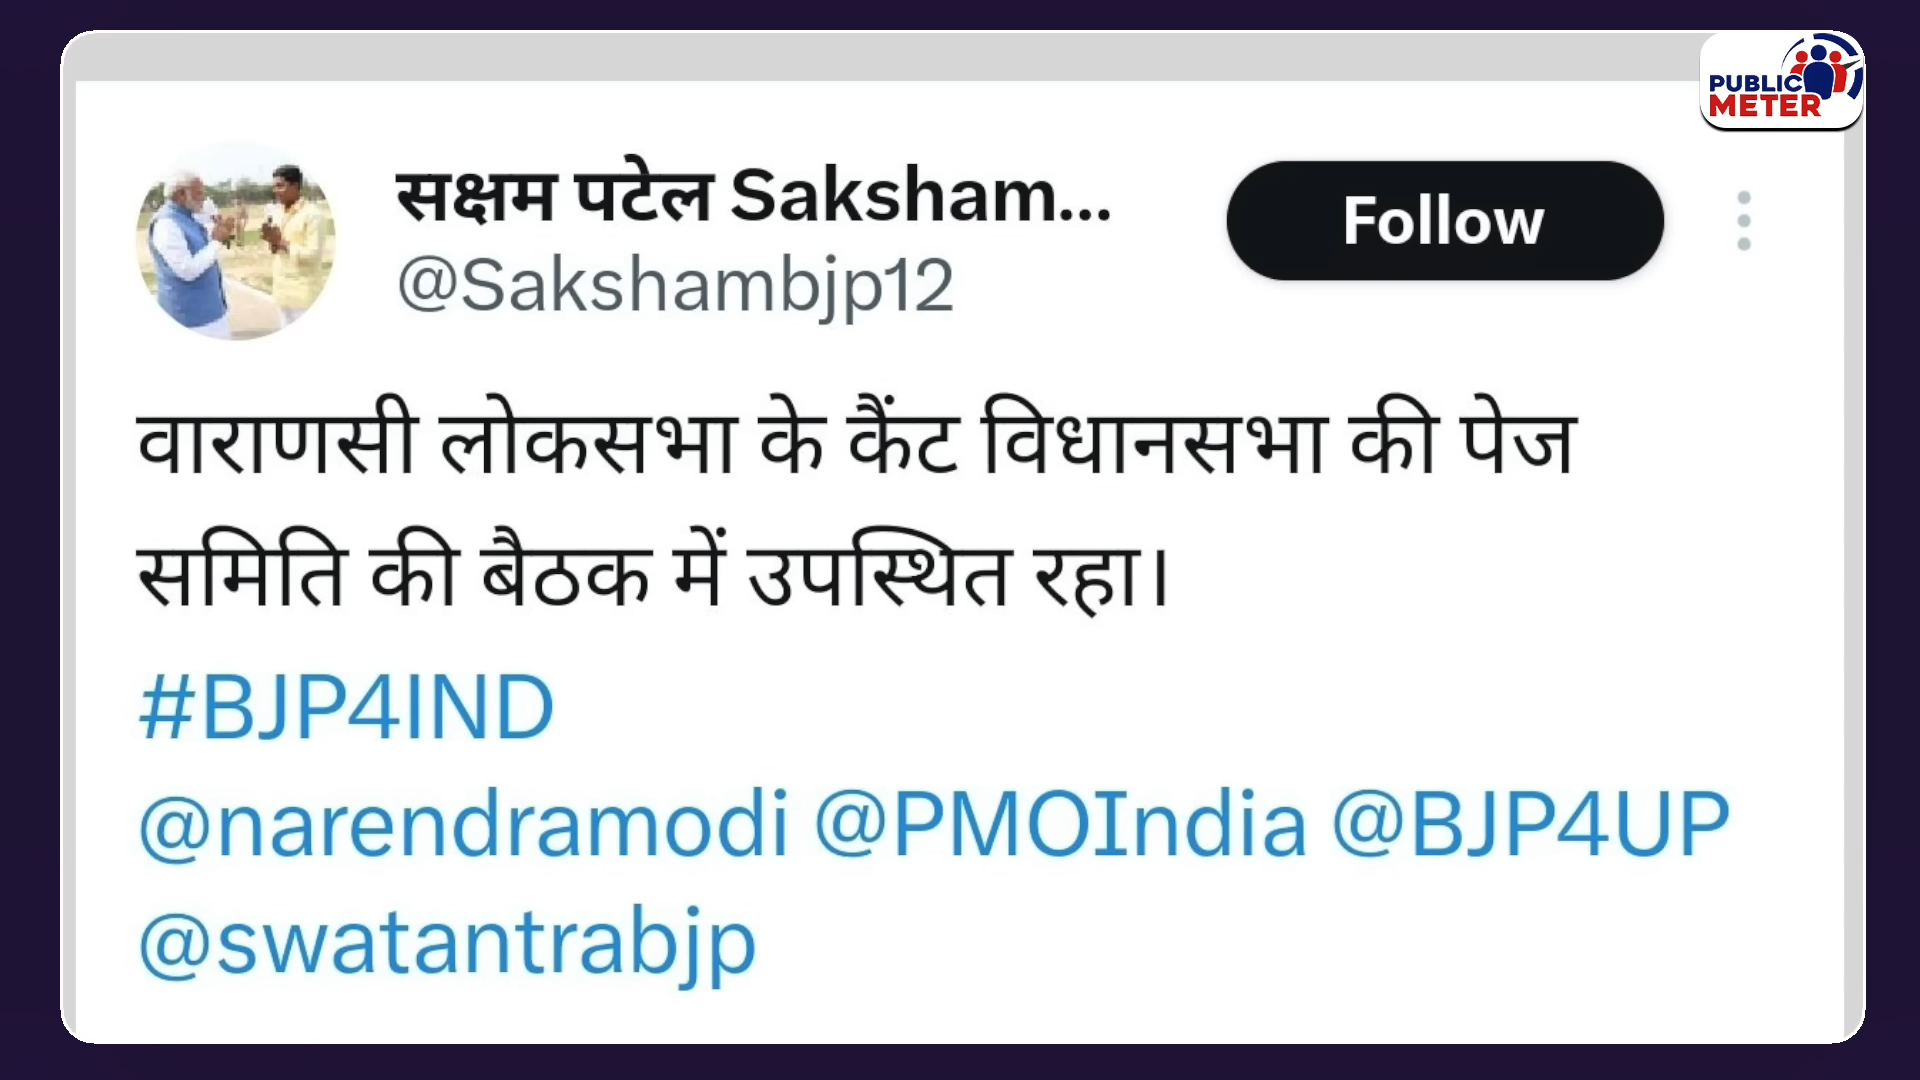 PUBLIC
METER
सक्षम पटेल Saksham...
@Sakshambjp12
Follow
वाराणसी लोकसभा के कैंट विधानसभा की पेज
समिति की बैठक में उपस्थित रहा।
#BJP4IND
@narendramodi @PMOIndia @BJP4UP
@swatantrabjp